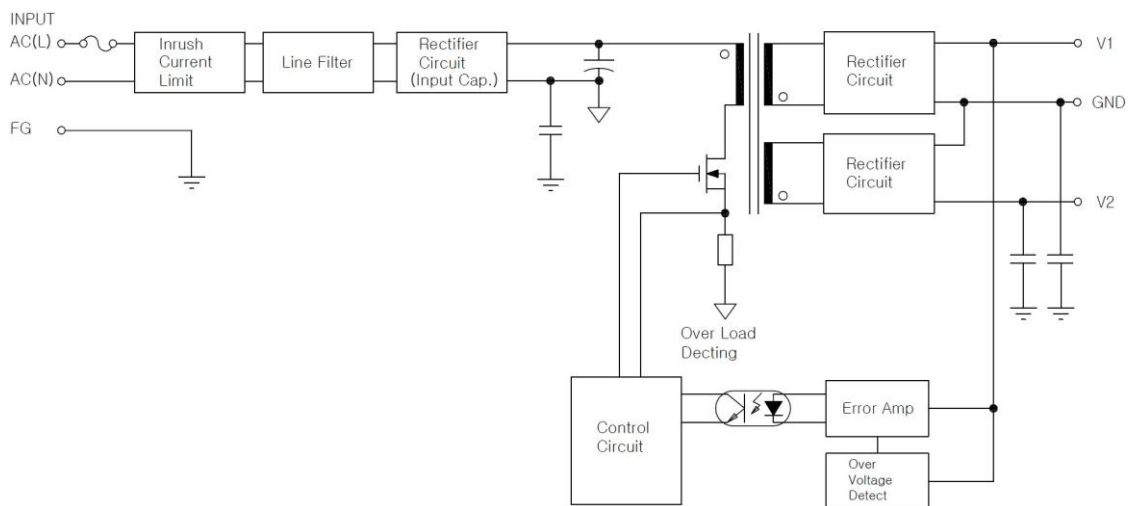 INPUT
AC(L)
AC(N)
FG
Inrush
Current
Limit
Line Filter
Rectifier
Circuit
(Input Cap.)
Rectifier
Circuit
Rectifier
Circuit
V1
GND
V2
Over Load
Decting
Control
Circuit
Error Amp
Over
Voltage
Detect